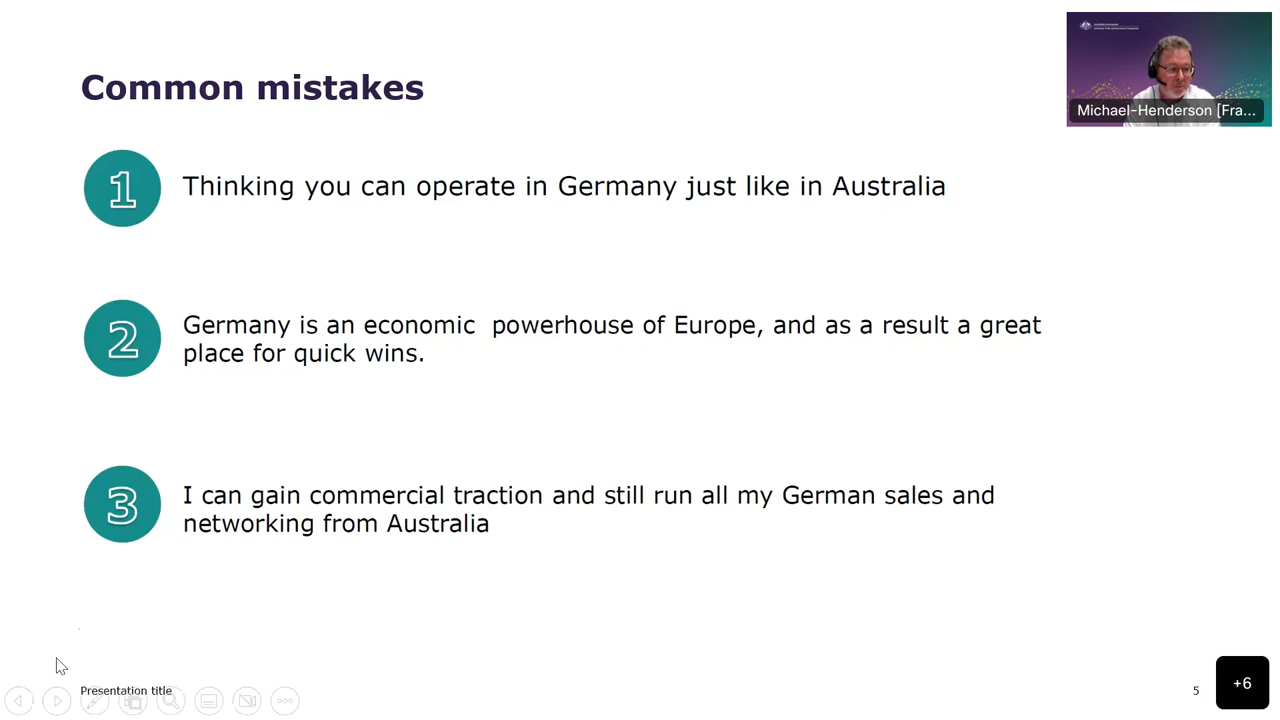 Common mistakes
Michael-Henderson [Fra...
1
Thinking you can operate in Germany just like in Australia
2
Germany is an economic  powerhouse of Europe, and as a result a great
place for quick wins.
3
I can gain commercial traction and still run all my German sales and
networking from Australia
Presentation title
5
+6